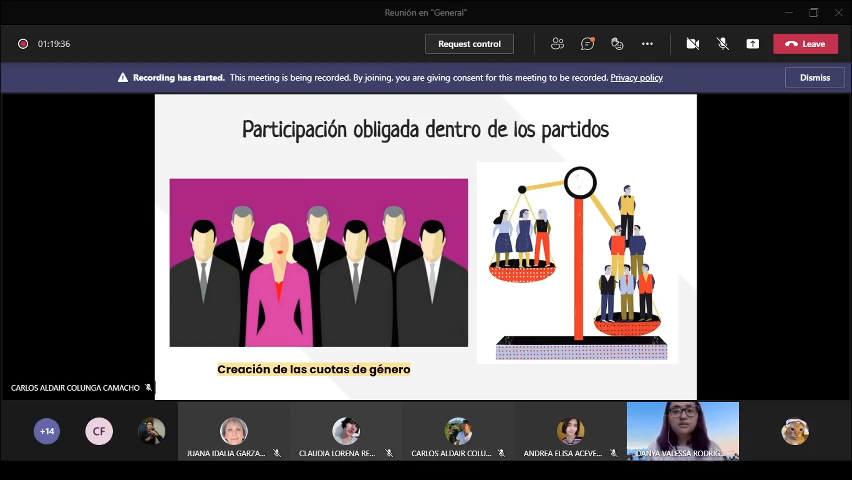 Reunión en "General"
01:19:36
Request control
Leave
Recording has started. This meeting is being recorded. By joining, you are giving consent for this meeting to be recorded. Privacy policy
Dismiss
Participación obligada dentro de los partidos
Creación de las cuotas de género
CARLOS ALDAIR COLUNGA CAMACHO
+14
CF
JUANA IDALIA GARZA...
CLAUDIA LORENA RE...
CARLOS ALDAIR COLU...
ANDREA ELISA ACEVE...
DANYA VALESSA RODRIG...